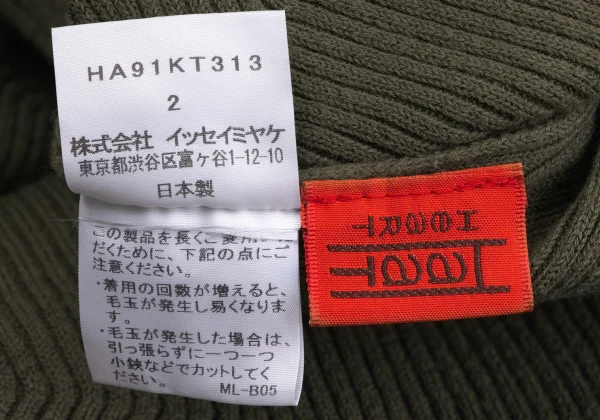 HA91KT313
2
株式会社 イッセイミヤケ
東京都渋谷区富ヶ谷1-12-10
日本製
この製品を長くご愛用
だくために、下記の点にご
注意ください。
・着用の回数が増えると、
毛玉が発生し易くなりま
す。
・毛玉が発生した場合は、
引っ張らずに一つ一つ
小鋏などでカットしてく
ださい。
ML-B05
HaaT
HeaRT